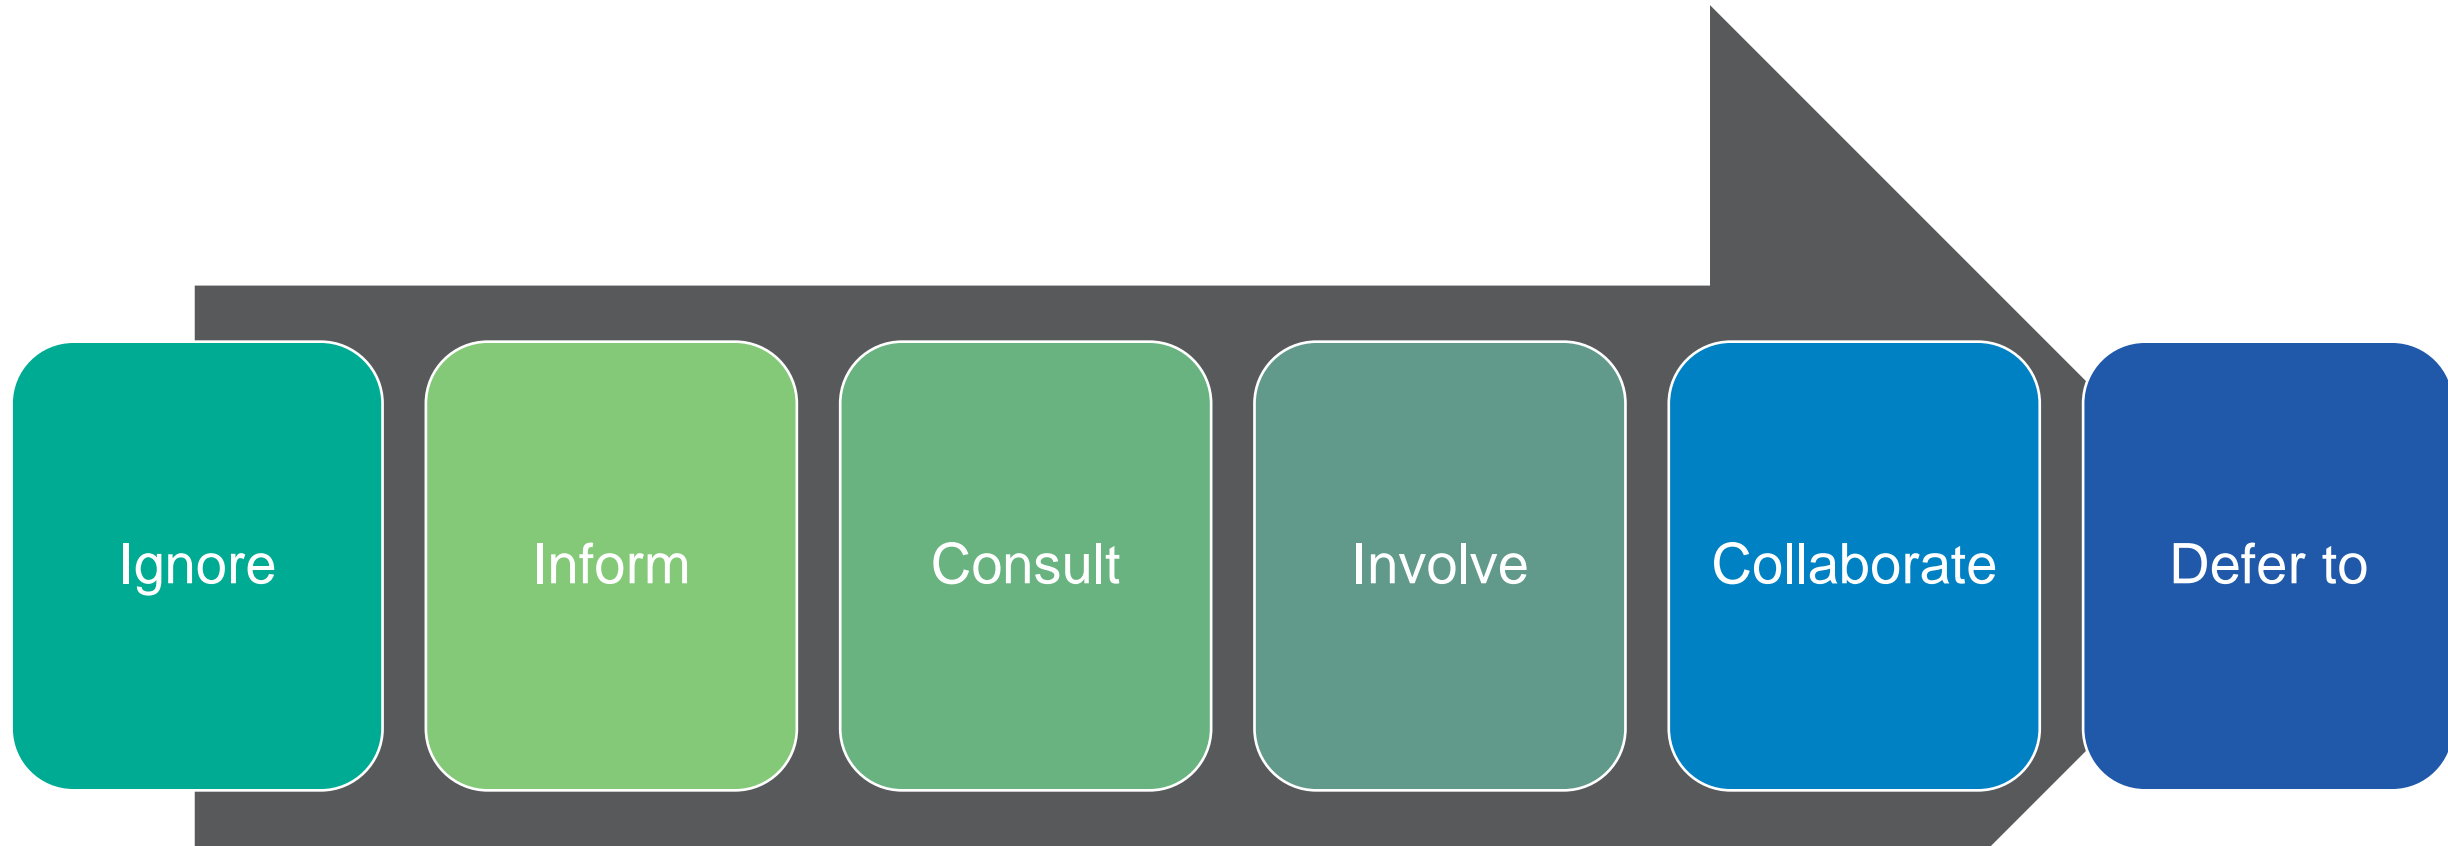 Ignore
Inform
Consult
Involve
Collaborate
Defer to